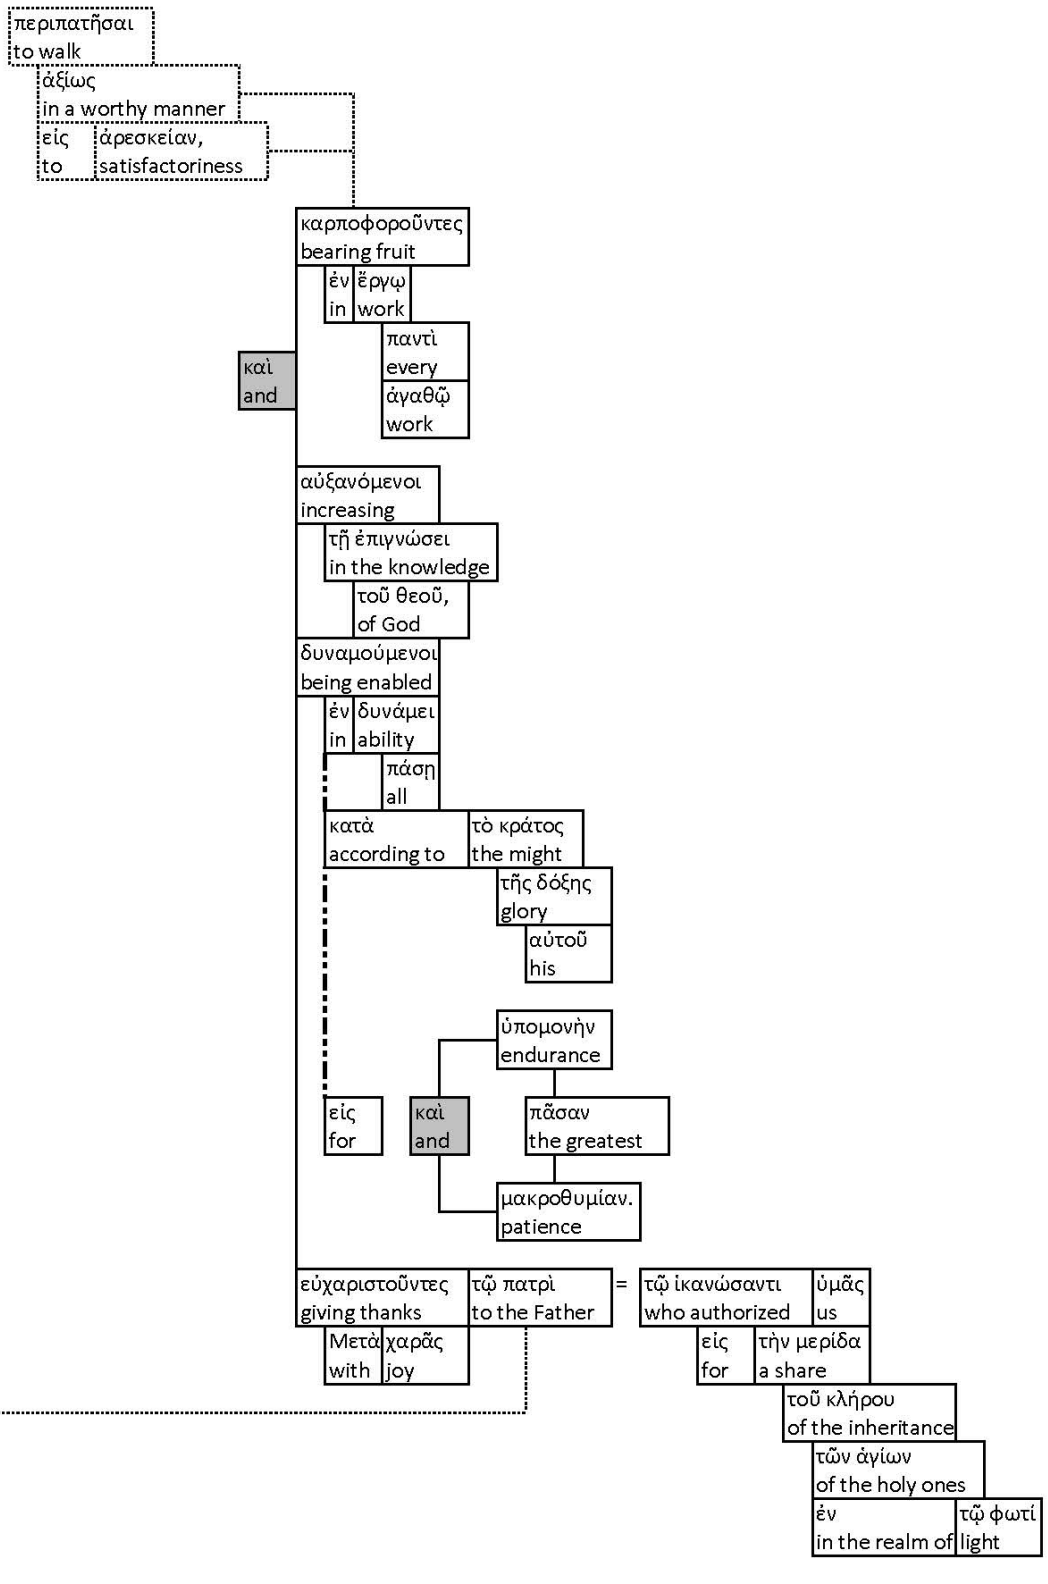 περιπατῆσαι
to walk
ἀξίως
in a worthy manner
εἰς ἀρεσκείαν,
to satisfactoriness
καρποφοροῦντες
bearing fruit
ἐν ἔργῳ
in work
παντὶ
καὶ every
and ἀγαθῷ
work
αὐξανόμενοι
increasing
τῇ ἐπιγνώσει
in the knowledge
τοῦ θεοῦ,
of God
δυναμούμενοι
being enabled
ἐν δυνάμει
in ability
πάσῃ
all
κατὰ τὸ κράτος
according to the might
τῆς δόξης
glory
αὐτοῦ
his
ὑπομονὴν
endurance
εἰς καὶ πᾶσαν
for and the greatest
μακροθυμίαν.
patience
εὐχαριστοῦντες τῷ πατρὶ = τῷ ἱκανώσαντι ὑμᾶς
giving thanks to the Father who authorized us
Μετὰ χαρᾶς εἰς τὴν μερίδα
with joy for a share
τοῦ κλήρου
of the inheritance
τῶν ἁγίων
of the holy ones
ἐν τῷ φωτί
in the realm of light